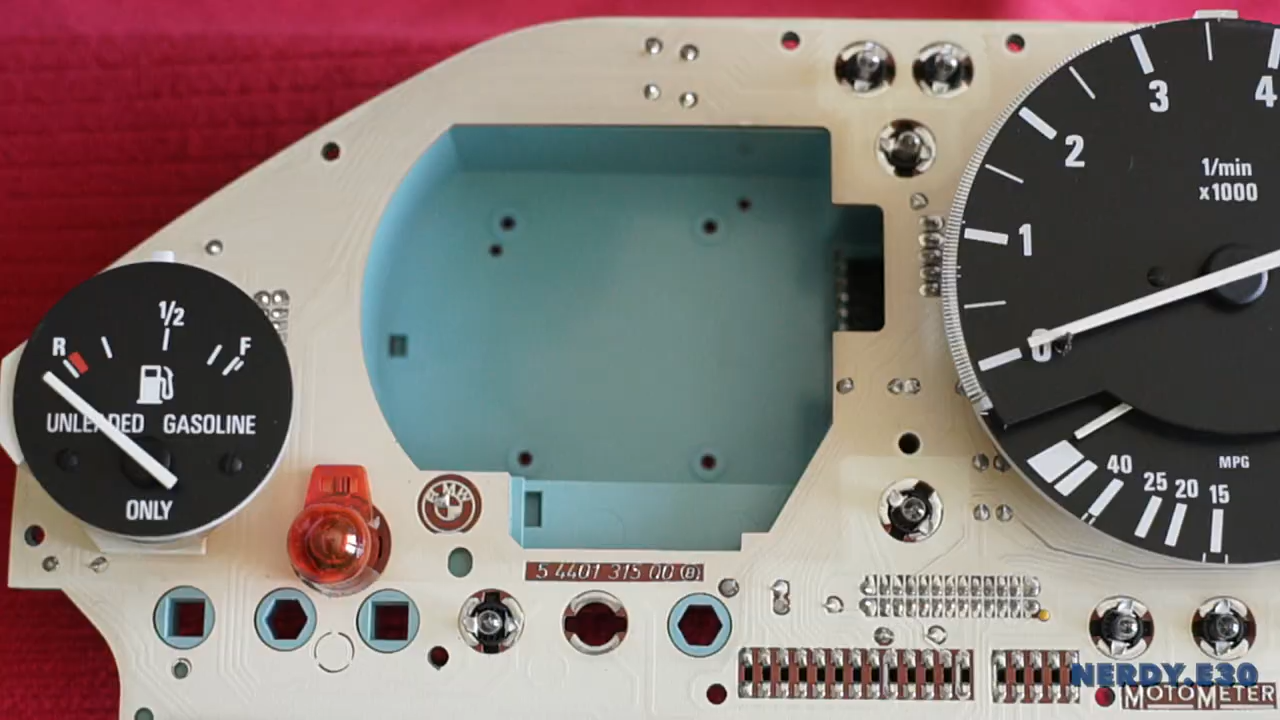 3
4
2
1/min
x1000
1
0
1/2
R
F
UNLEADED GASOLINE
ONLY
40
25
20
15
MPG
BMW
5 4401 315 00 (B)
NERDY.E30
MOTOMETER